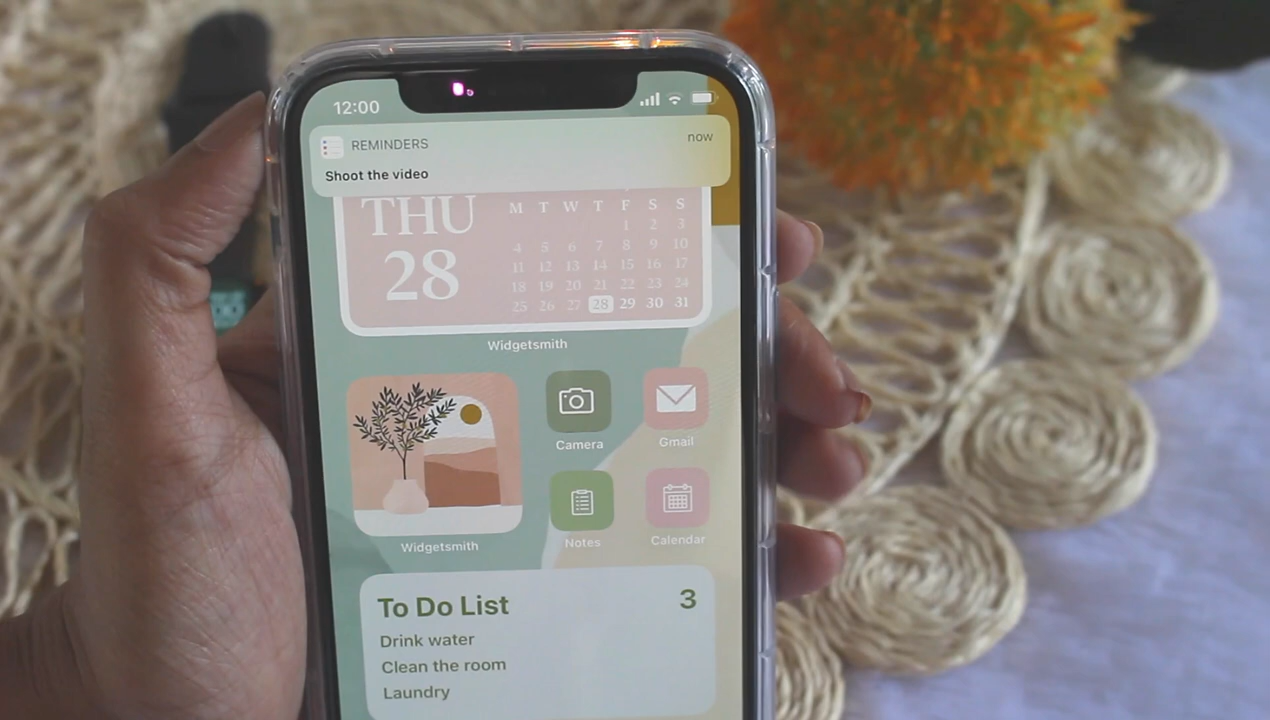 12:00
REMINDERS now
Shoot the video
THU
28
M T W T F S S
1 2 3
4 5 6 7 8 9 10
11 12 13 14 15 16 17
18 19 20 21 22 23 24
25 26 27 28 29 30 31
Widgetsmith
Camera Gmail
Widgetsmith
Notes Calendar
To Do List 3
Drink water
Clean the room
Laundry